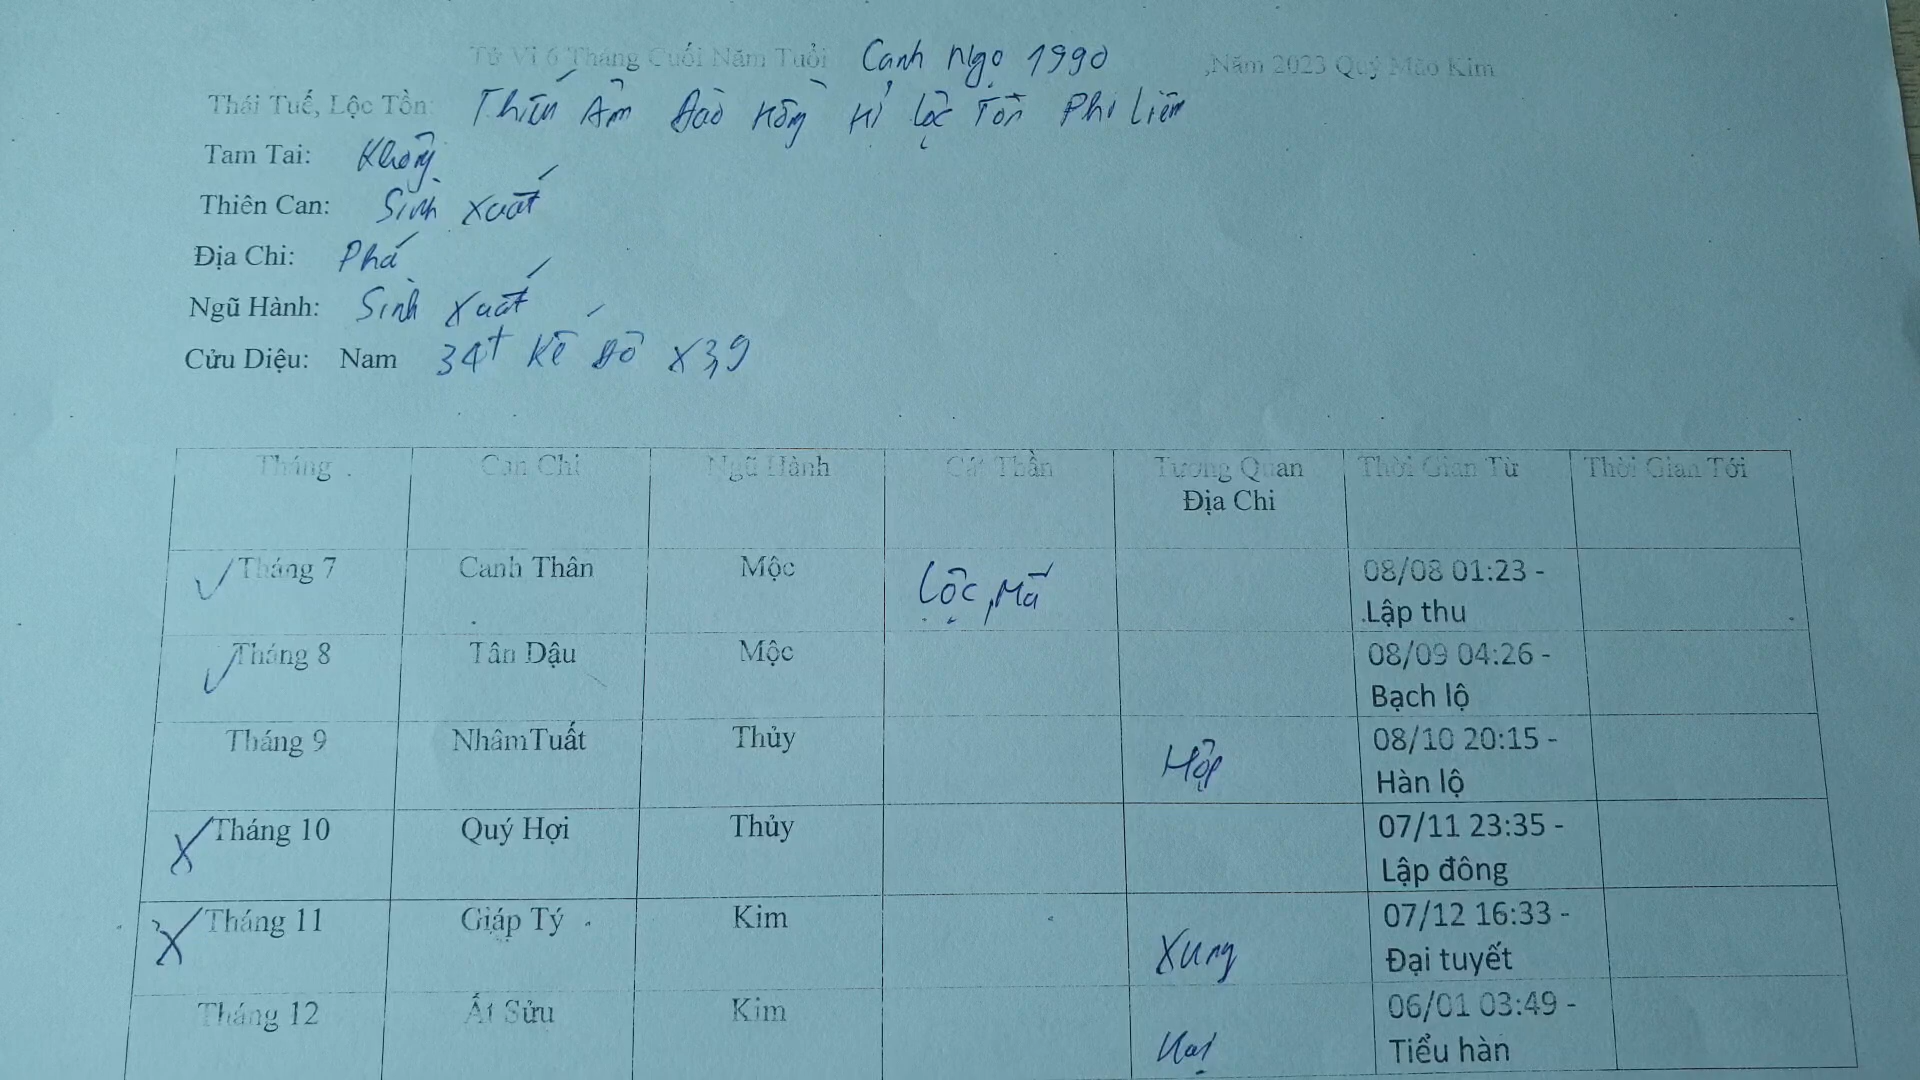 Tử Vi 6 Tháng Cuối Năm Tuổi Canh Ngọ 1990 ,Năm 2023 Quý Mão Kim
Thái Tuế, Lộc Tồn: Thiếu Âm Đào Hồng Hỉ Lộc Tồn Phi Liêm
Tam Tai: Không
Thiên Can: Sinh Xuất
Địa Chi: Phá
Ngũ Hành: Sinh Xuất
Cửu Diệu: Nam 34t Kế Đô X3,9
Tháng Can Chi Ngũ Hành Cát Thần Tương Quan Địa Chi Thời Gian Từ Thời Gian Tới
Tháng 7 Canh Thân Mộc Lộc, Mã 08/08 01:23 - Lập thu
Tháng 8 Tân Dậu Mộc 08/09 04:26 - Bạch lộ
Tháng 9 NhâmTuất Thủy Hợp 08/10 20:15 - Hàn lộ
X Tháng 10 Quý Hợi Thủy 07/11 23:35 - Lập đông
X Tháng 11 Giáp Tý Kim Xung 07/12 16:33 - Đại tuyết
Tháng 12 Ất Sửu Kim Hại 06/01 03:49 - Tiểu hàn